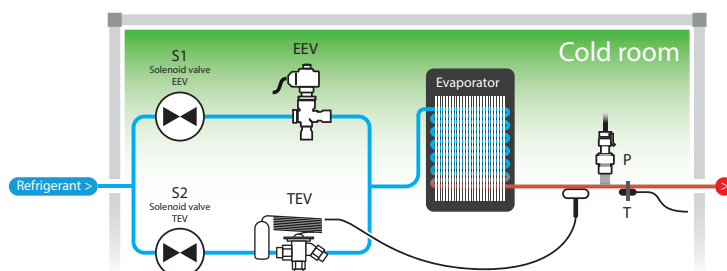 Cold room
S1
Solenoid valve
EEV
EEV
Evaporator
Refrigerant >
S2
Solenoid valve
TEV
TEV
P
T
>